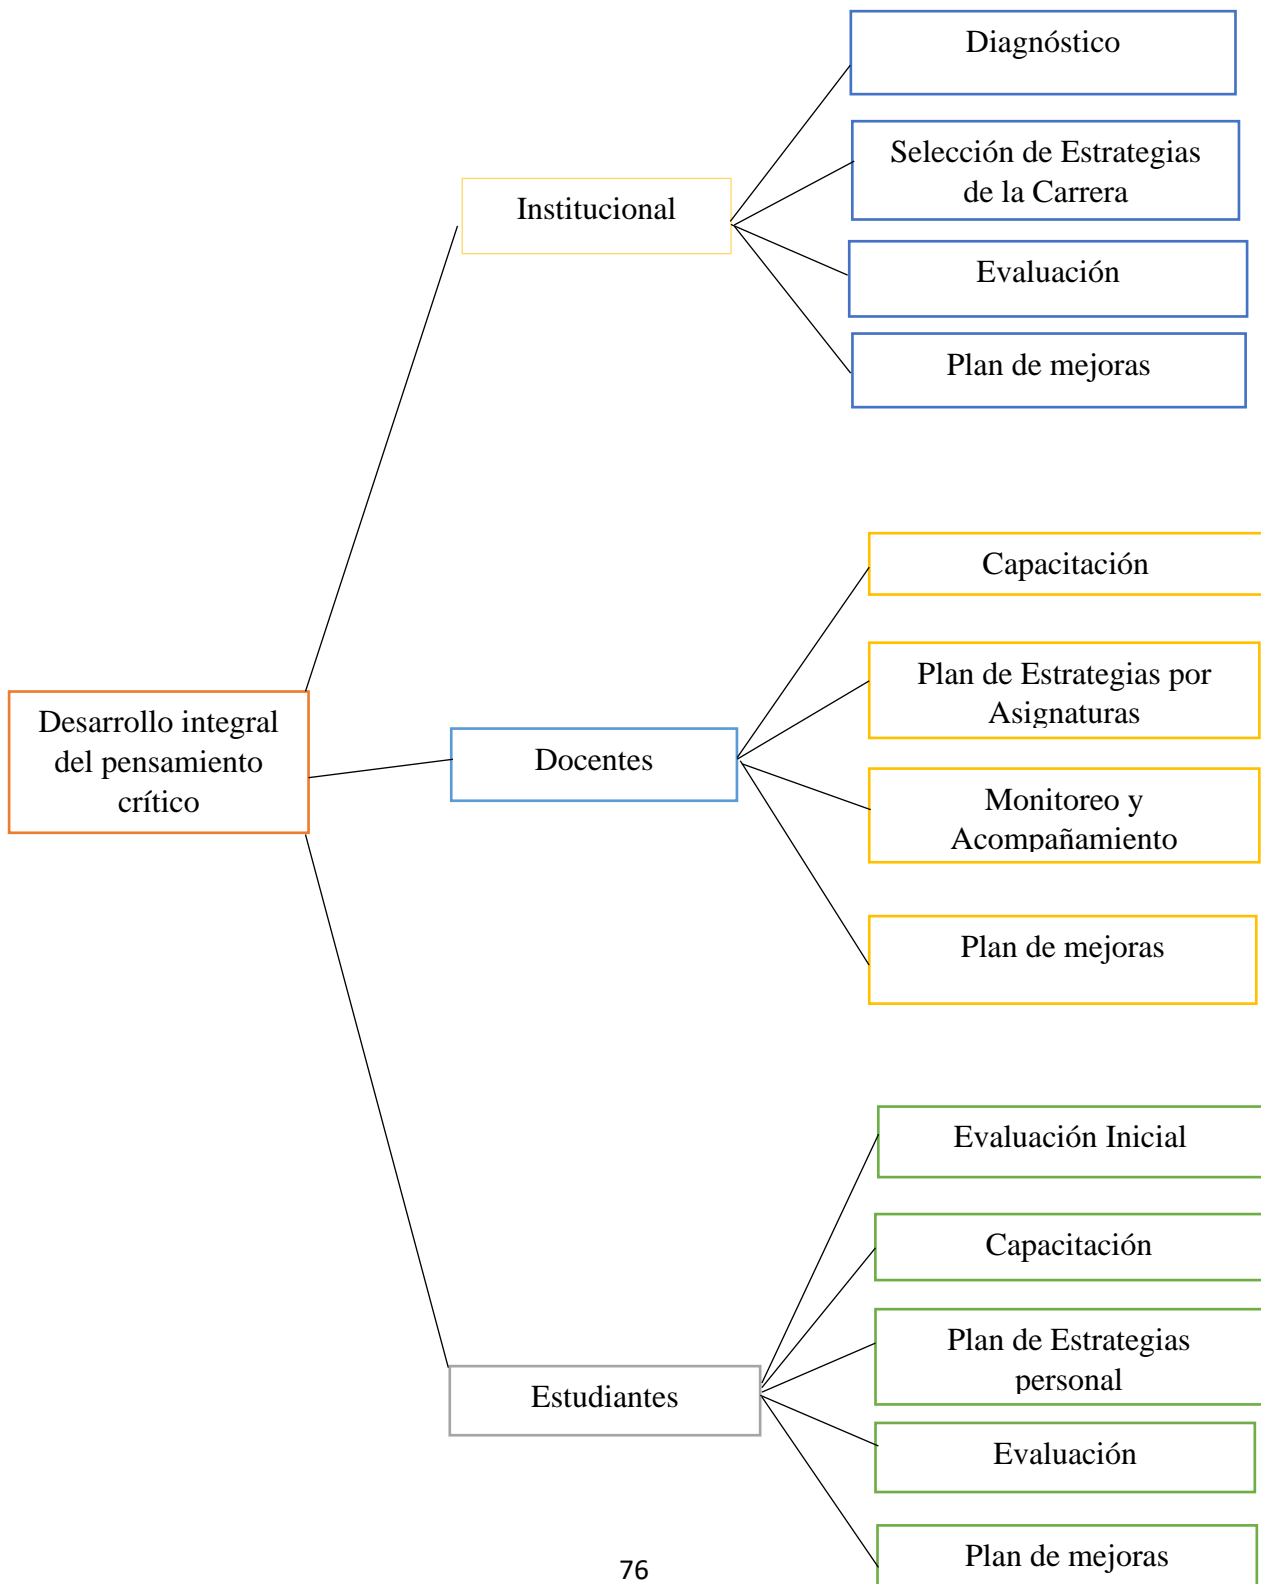 Diagnóstico
Selección de Estrategias
de la Carrera
Institucional
Evaluación
Plan de mejoras
Capacitación
Plan de Estrategias por
Asignaturas
Desarrollo integral
del pensamiento
crítico
Docentes
Monitoreo y
Acompañamiento
Plan de mejoras
Evaluación Inicial
Capacitación
Plan de Estrategias
personal
Estudiantes
Evaluación
Plan de mejoras
76